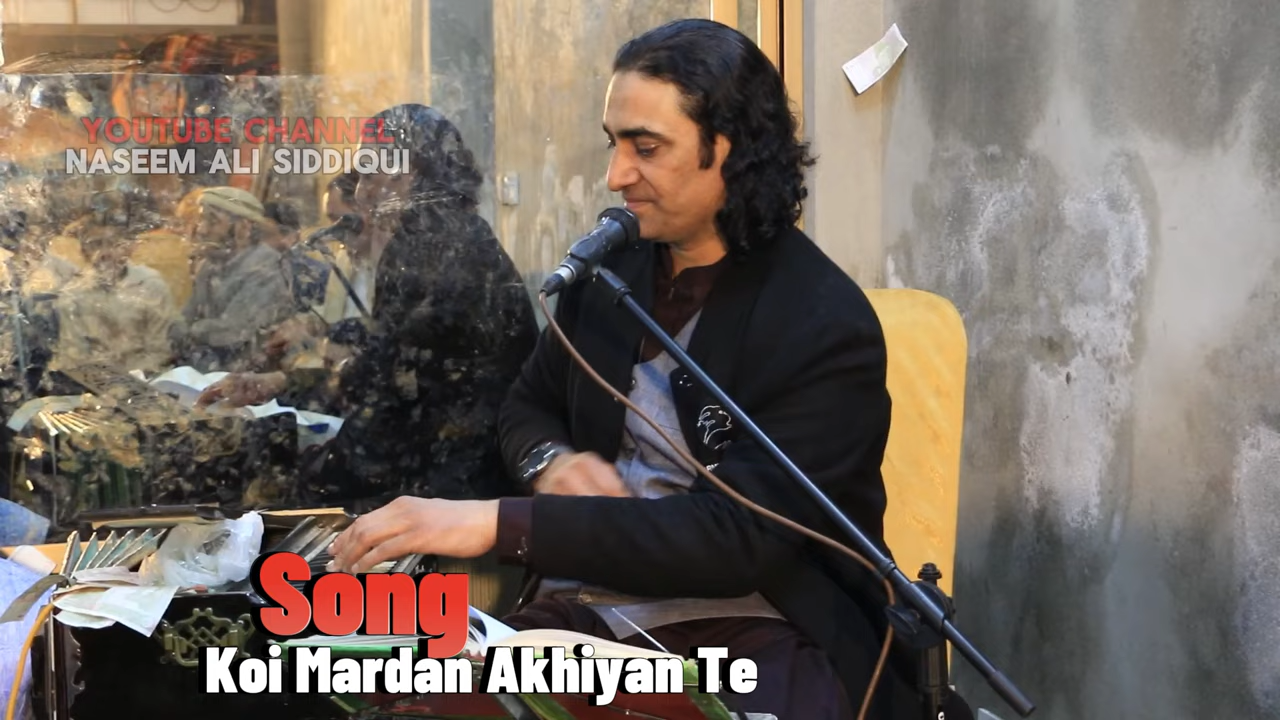 YOUTUBE CHANNEL
NASEEM ALI SIDDIQUI
Song
Koi Mardan Akhiyan Te